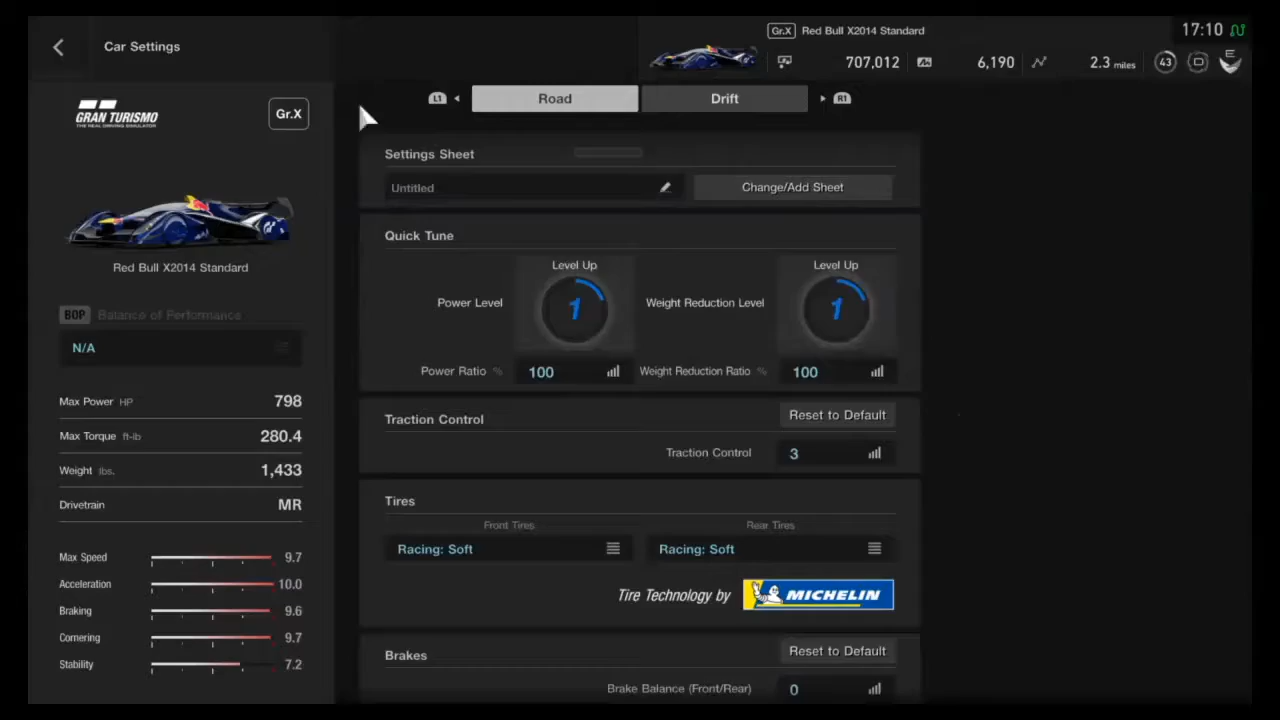 Car Settings
Gr.X Red Bull X2014 Standard
17:10
707,012
6,190
2.3 miles
43
E
L1 Road Drift R1
GRAN TURISMO
THE REAL DRIVING SIMULATOR
Gr.X
Red Bull X2014 Standard
BOP Balance of Performance
N/A
Max Power HP 798
Max Torque ft-lb 280.4
Weight lbs. 1,433
Drivetrain MR
Max Speed 9.7
Acceleration 10.0
Braking 9.6
Cornering 9.7
Stability 7.2
Settings Sheet
Untitled
Change/Add Sheet
Quick Tune
Level Up
Power Level 1
Level Up
Weight Reduction Level 1
Power Ratio % 100
Weight Reduction Ratio % 100
Traction Control
Reset to Default
Traction Control 3
Tires
Front Tires Rear Tires
Racing: Soft Racing: Soft
Tire Technology by MICHELIN
Brakes
Reset to Default
Brake Balance (Front/Rear) 0